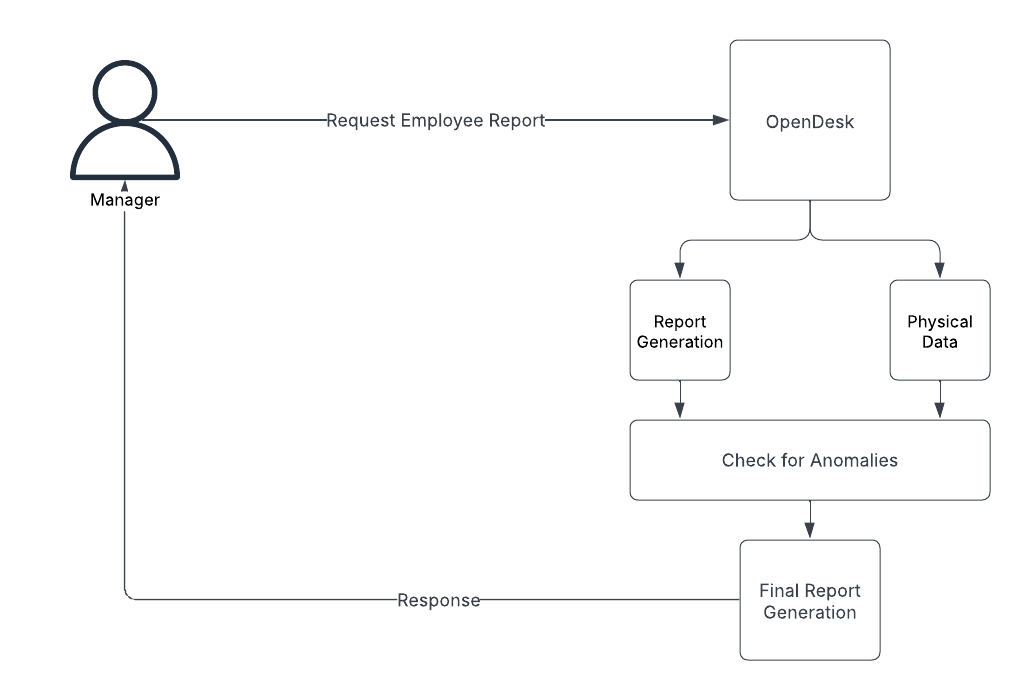 Request Employee Report
OpenDesk
Manager
Report
Generation
Physical
Data
Check for Anomalies
Final Report
Generation
Response